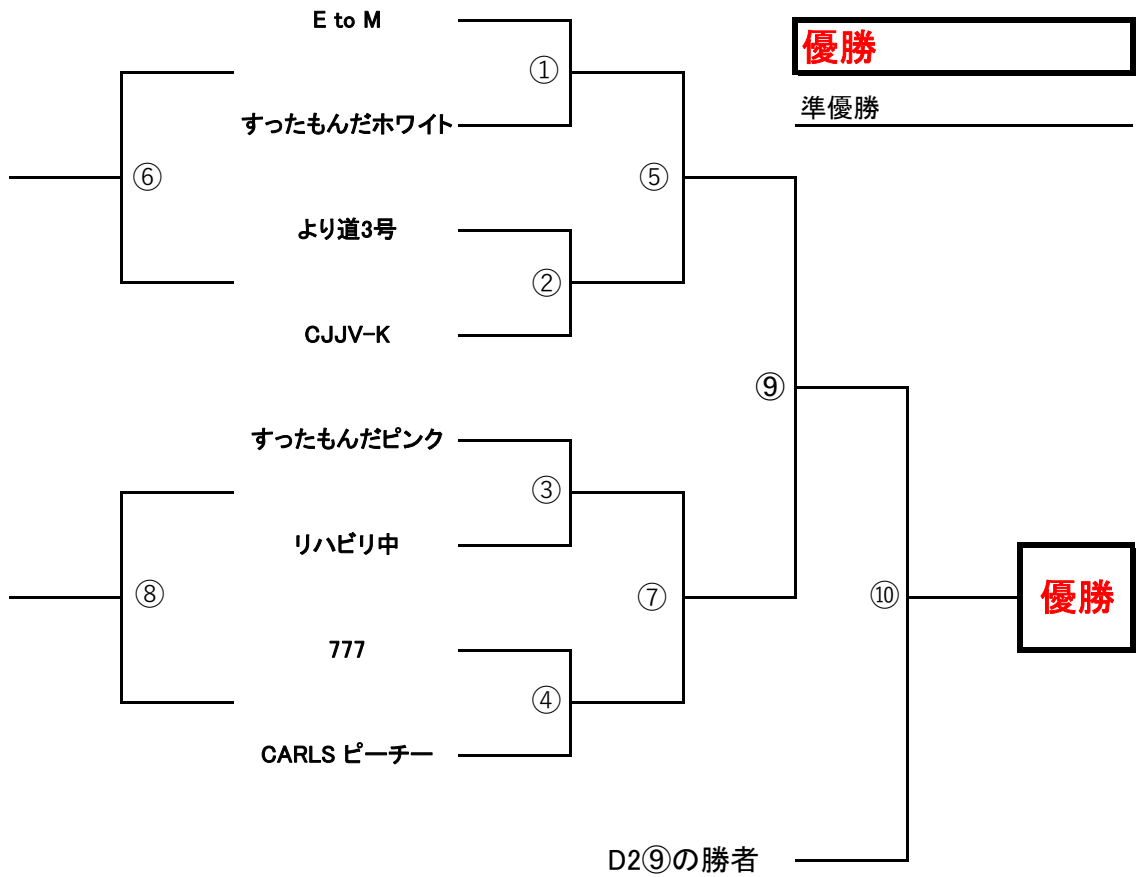 E to M
優勝
①
準優勝
すったもんだホワイト
⑥
⑤
より道3号
②
CJJV-K
⑨
すったもんだピンク
③
リハビリ中
⑧
⑦
⑩
優勝
777
④
CARLS ピーチー
D2⑨の勝者